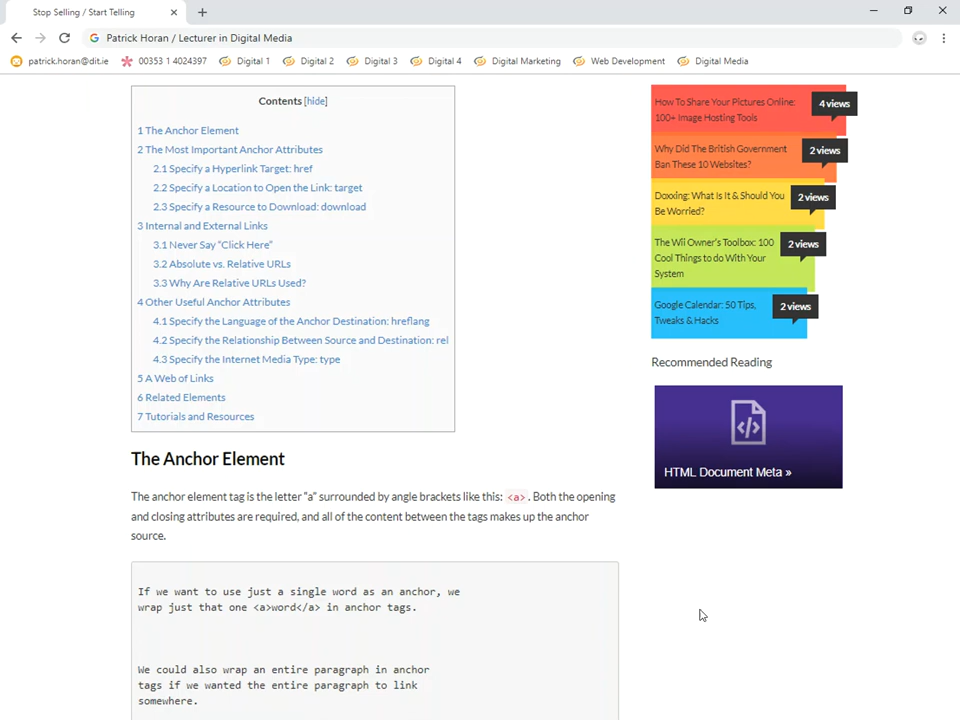 Stop Selling / Start Telling
Patrick Horan / Lecturer in Digital Media
patrick.horan@dit.ie 00353 1 4024397 Digital 1 Digital 2 Digital 3 Digital 4 Digital Marketing Web Development Digital Media
Contents [hide]
1 The Anchor Element
2 The Most Important Anchor Attributes
2.1 Specify a Hyperlink Target: href
2.2 Specify a Location to Open the Link: target
2.3 Specify a Resource to Download: download
3 Internal and External Links
3.1 Never Say “Click Here”
3.2 Absolute vs. Relative URLs
3.3 Why Are Relative URLs Used?
4 Other Useful Anchor Attributes
4.1 Specify the Language of the Anchor Destination: hreflang
4.2 Specify the Relationship Between Source and Destination: rel
4.3 Specify the Internet Media Type: type
5 A Web of Links
6 Related Elements
7 Tutorials and Resources
The Anchor Element
The anchor element tag is the letter “a” surrounded by angle brackets like this: <a>. Both the opening
and closing attributes are required, and all of the content between the tags makes up the anchor
source.
If we want to use just a single word as an anchor, we
wrap just that one <a>word</a> in anchor tags.
We could also wrap an entire paragraph in anchor
tags if we wanted the entire paragraph to link
somewhere.
How To Share Your Pictures Online:
100+ Image Hosting Tools
4 views
Why Did The British Government
Ban These 10 Websites?
2 views
Doxxing: What Is It & Should You
Be Worried?
2 views
The Wii Owner's Toolbox: 100
Cool Things to do With Your
System
2 views
Google Calendar: 50 Tips,
Tweaks & Hacks
2 views
Recommended Reading
HTML Document Meta »